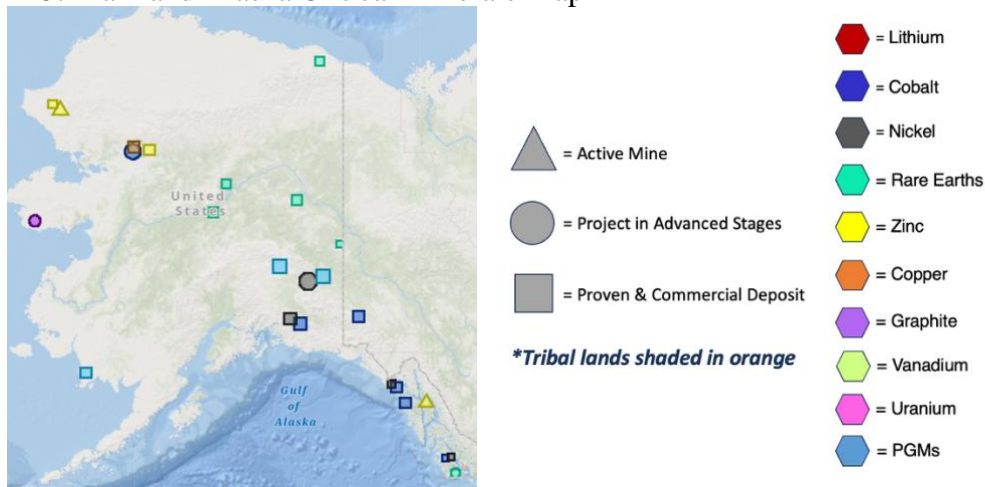 United
States
Gulf
of
Alaska
= Active Mine
= Project in Advanced Stages
= Proven & Commercial Deposit
*Tribal lands shaded in orange
= Lithium
= Cobalt
= Nickel
= Rare Earths
= Zinc
= Copper
= Graphite
= Vanadium
= Uranium
= PGMs